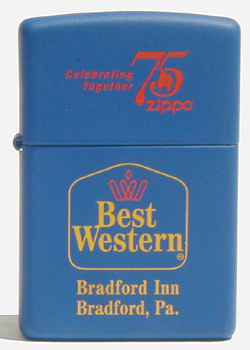 Celebrating
Together
75
zippo
Best
Western®
Bradford Inn
Bradford, Pa.